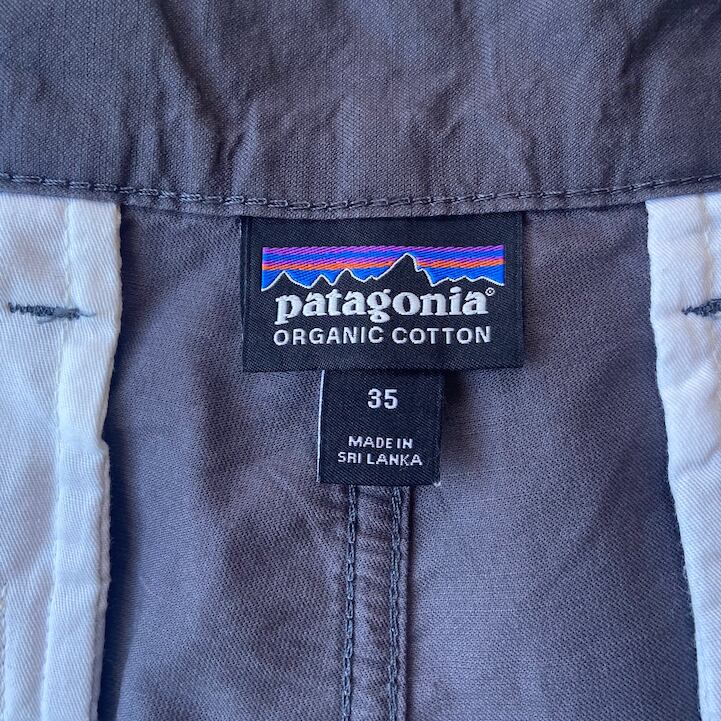 patagonia®
ORGANIC COTTON
35
MADE IN
SRI LANKA